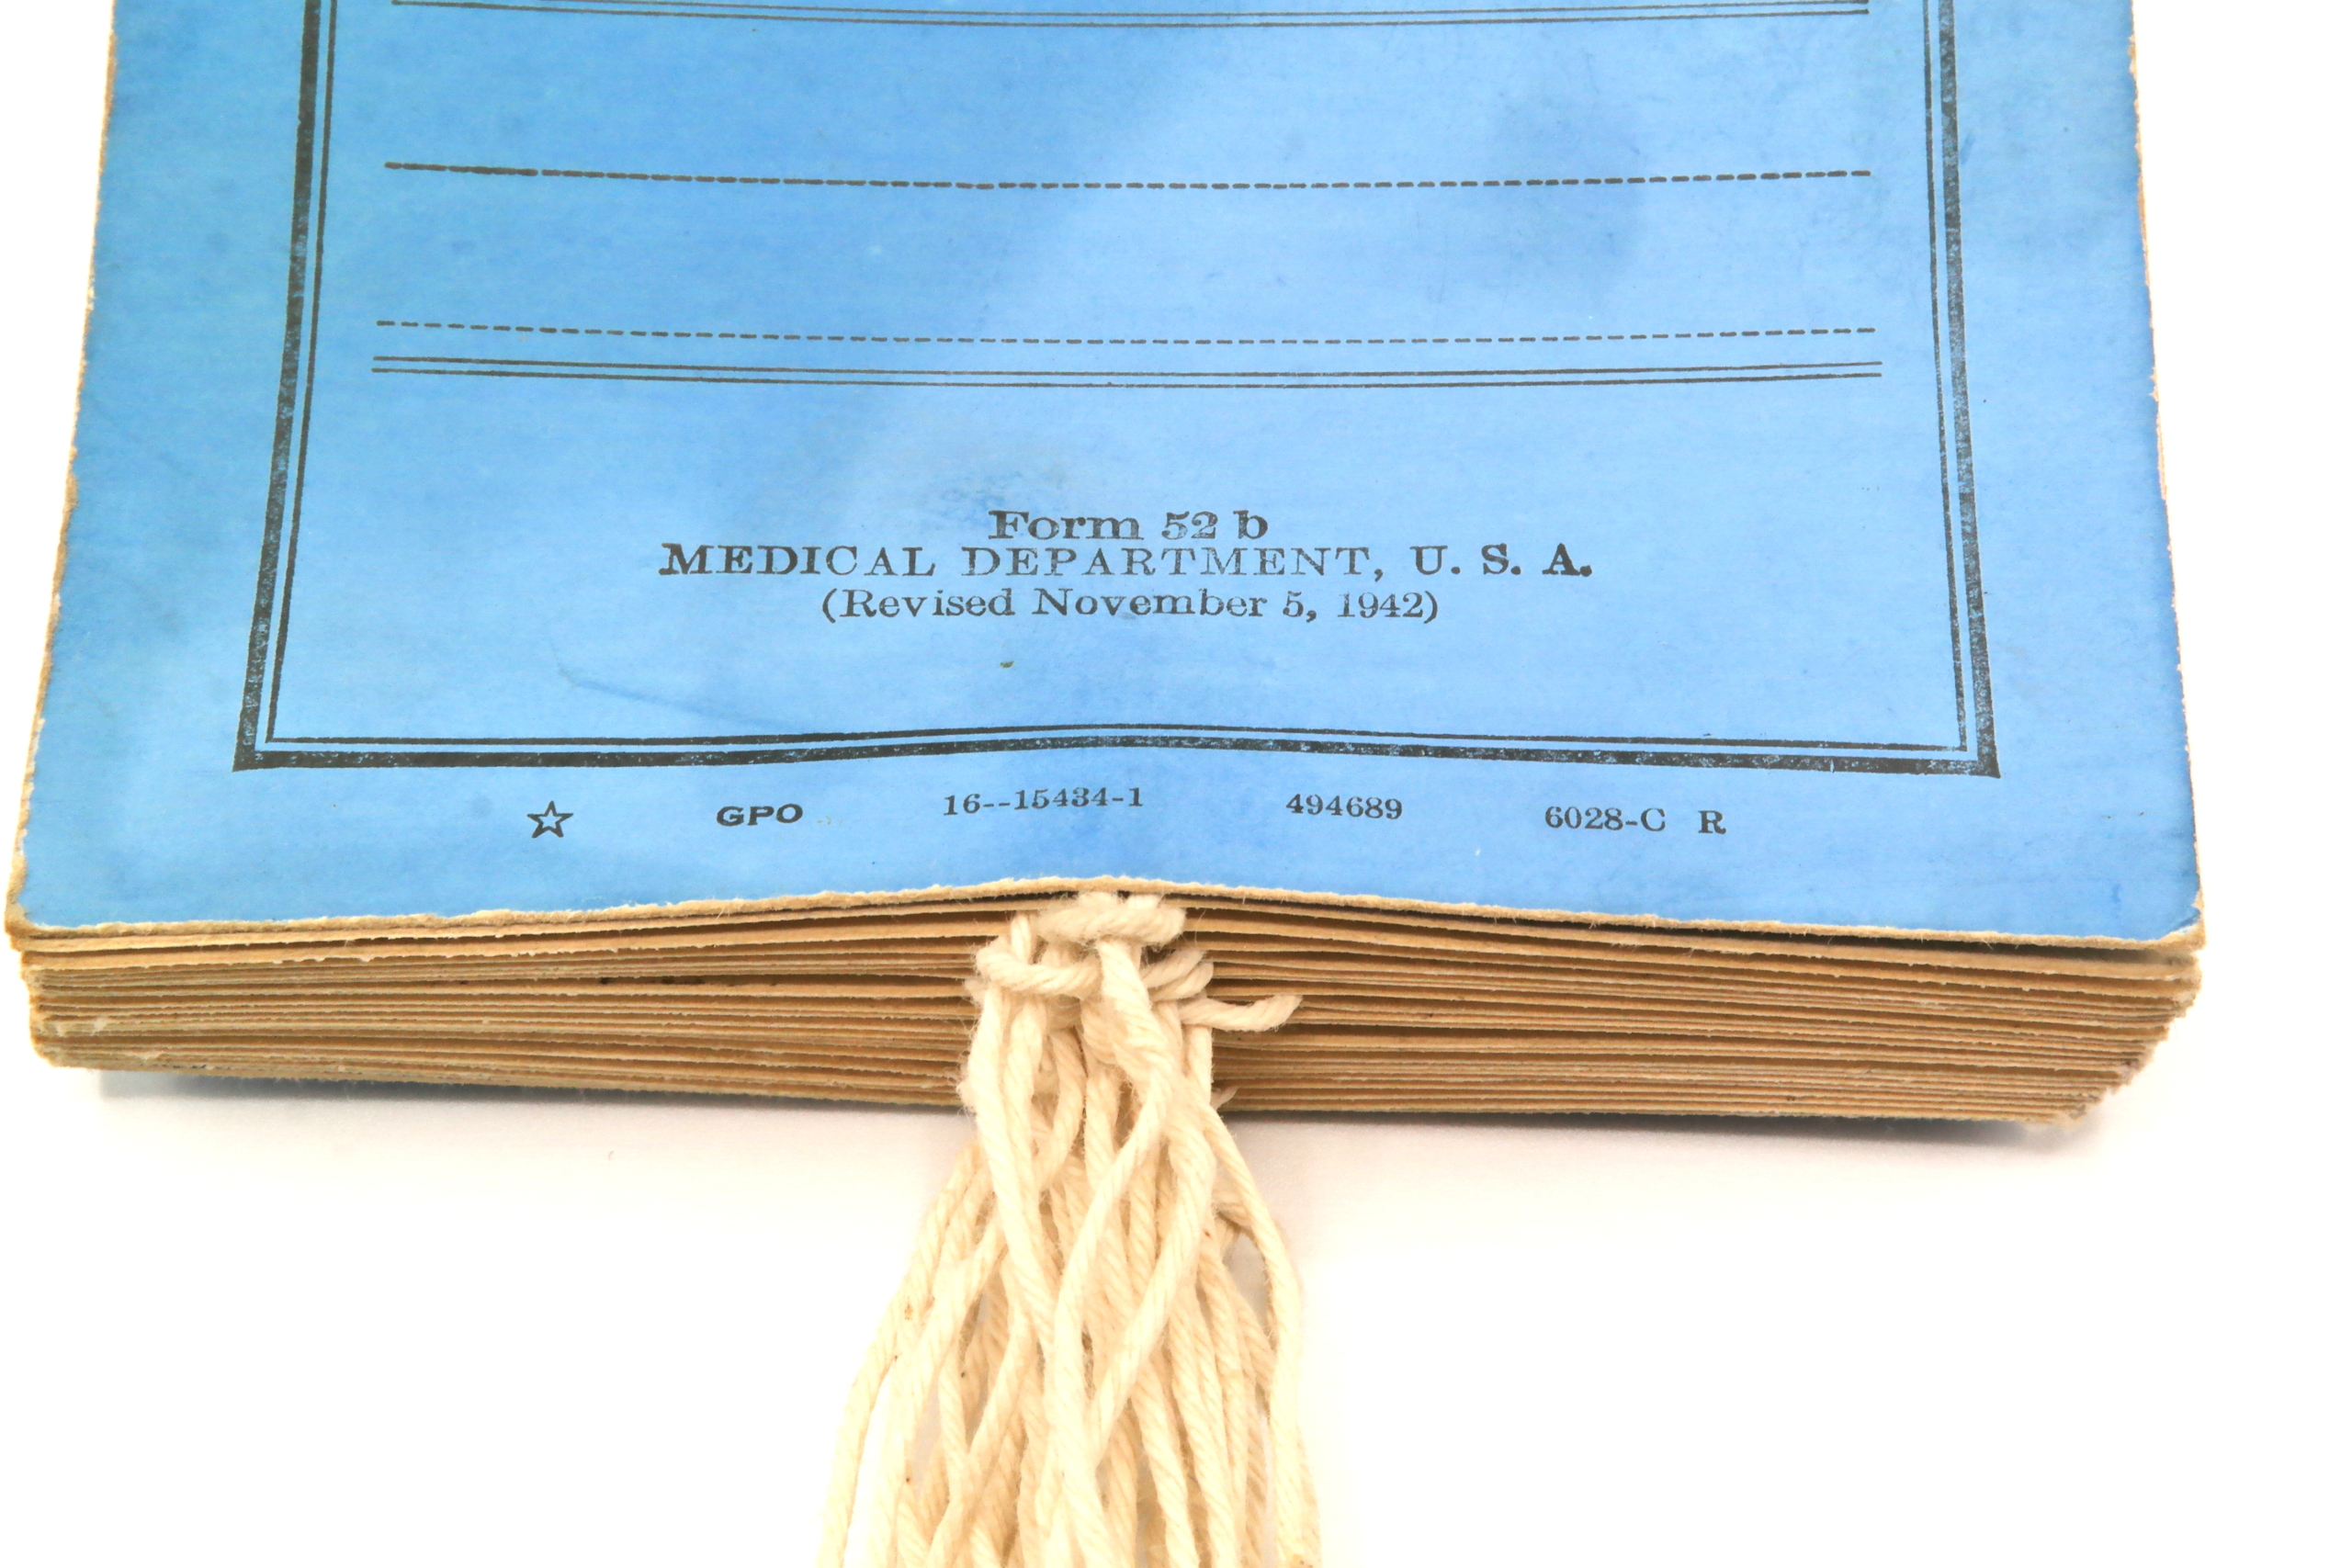 Form 52 b
MEDICAL DEPARTMENT, U. S. A.
(Revised November 5, 1942)
☆ GPO 16--15434-1 494689 6028-C R